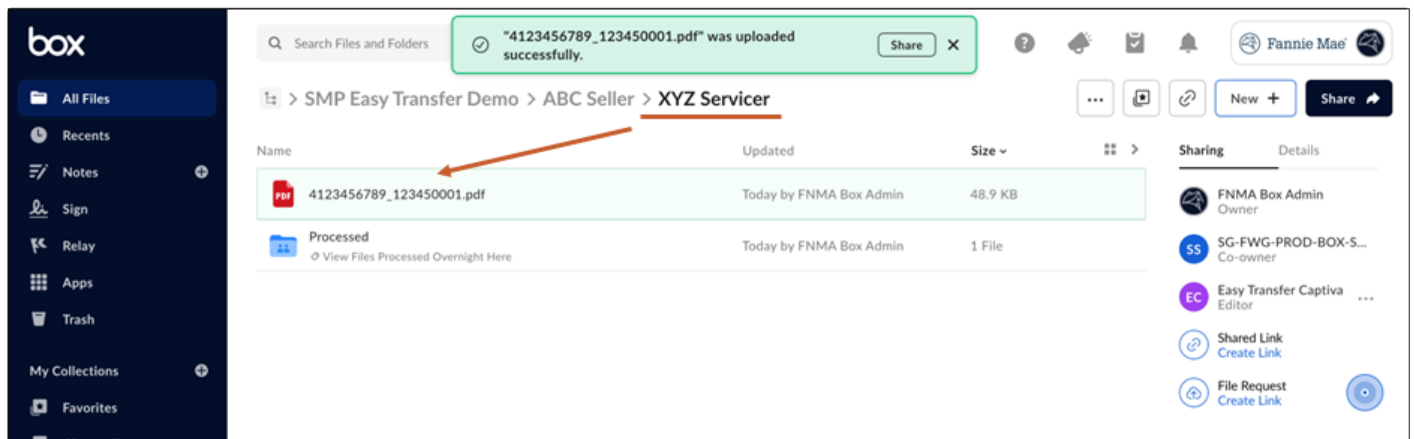 box
Search Files and Folders
"4123456789_123450001.pdf" was uploaded
successfully.
Share
?
Fannie Mae®
All Files
Recents
Notes
Sign
Relay
Apps
Trash
My Collections
Favorites
> SMP Easy Transfer Demo > ABC Seller > XYZ Servicer
...
New +
Share
Name
Updated
Size
Sharing
Details
PDF
4123456789_123450001.pdf
Today by FNMA Box Admin
48.9 KB
Processed
View Files Processed Overnight Here
Today by FNMA Box Admin
1 File
FNMA Box Admin
Owner
SS
SG-FWG-PROD-BOX-S...
Co-owner
EC
Easy Transfer Captiva
Editor
...
Shared Link
Create Link
File Request
Create Link